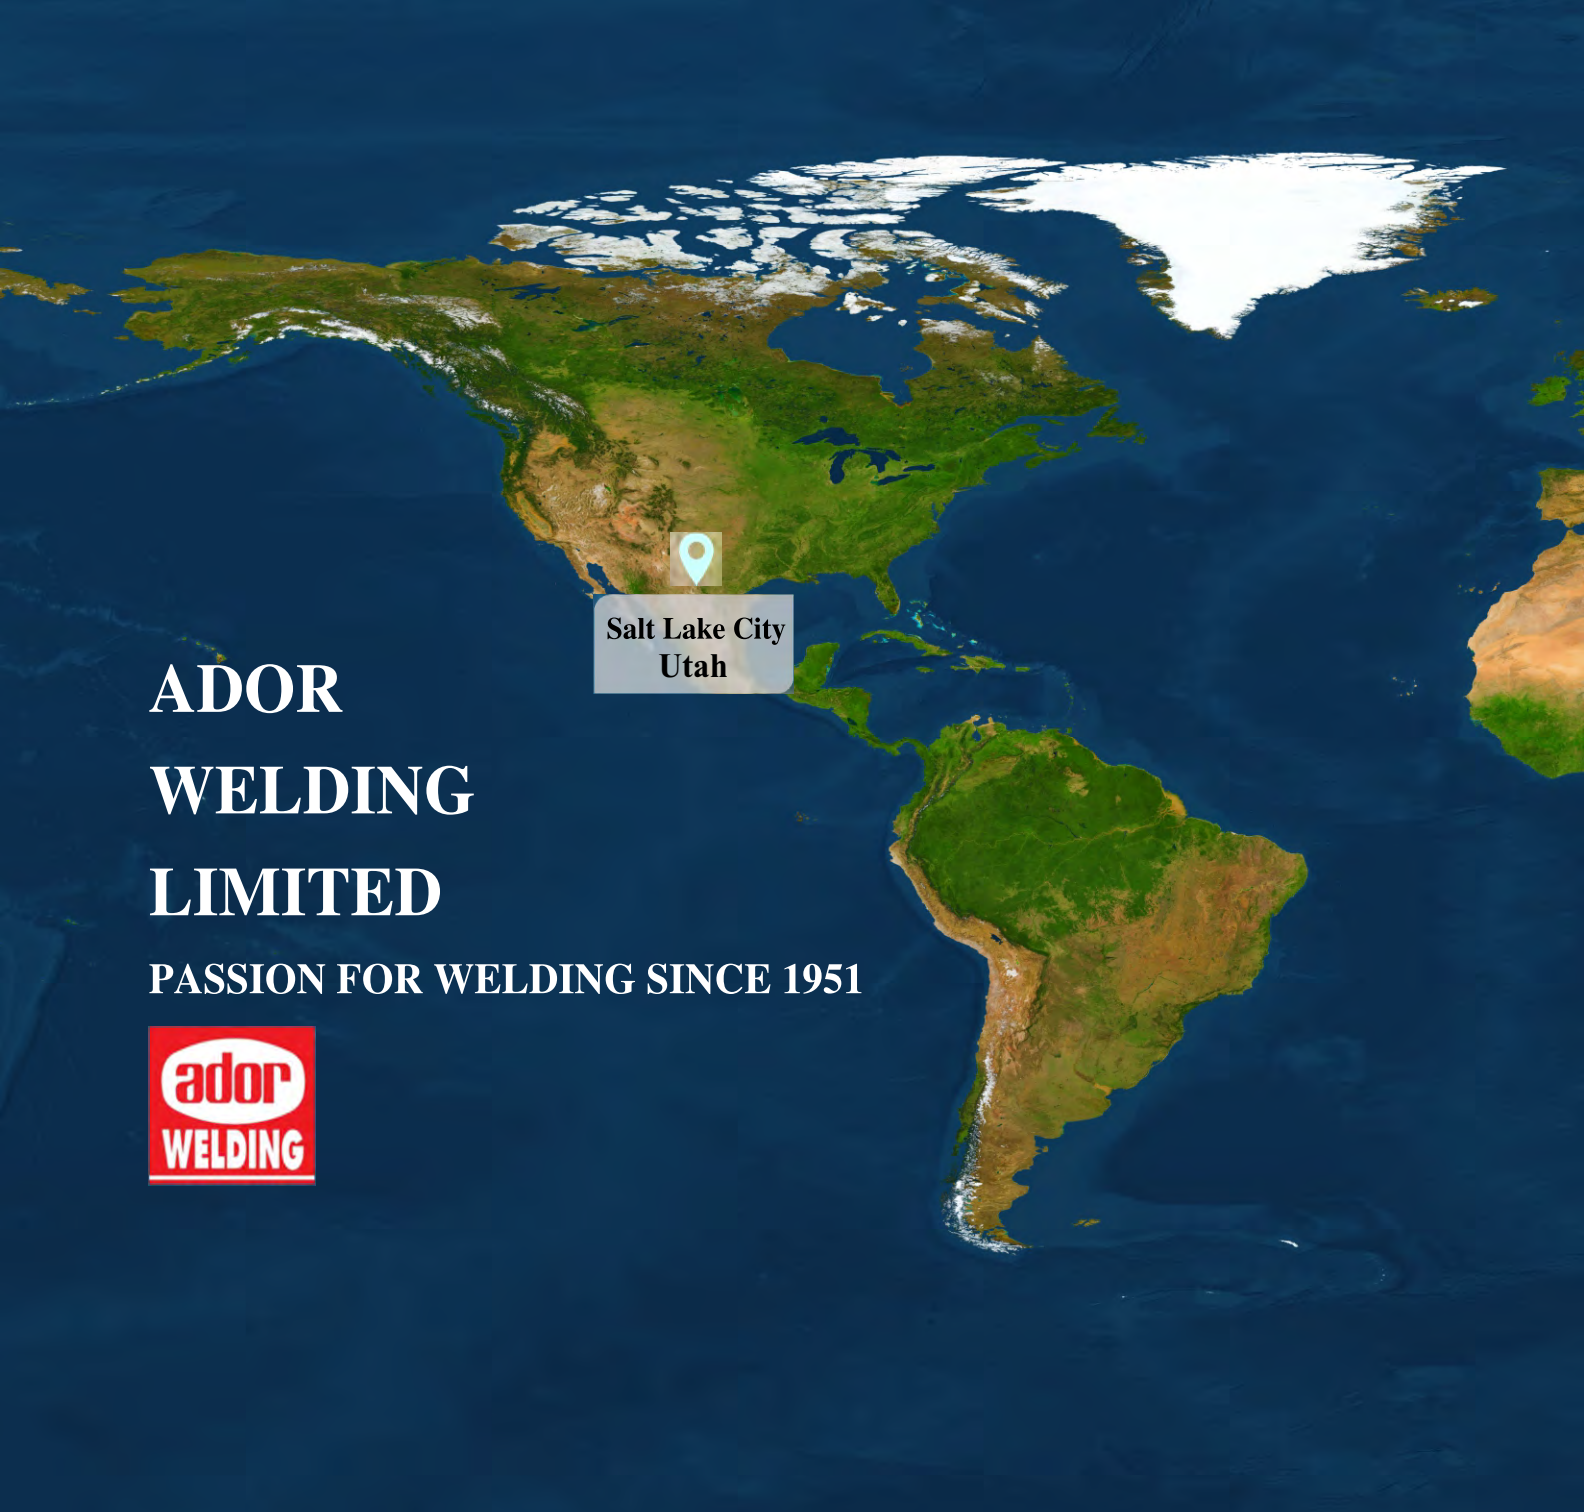 Salt Lake City
Utah
ADOR
WELDING
LIMITED
PASSION FOR WELDING SINCE 1951
ador
WELDING